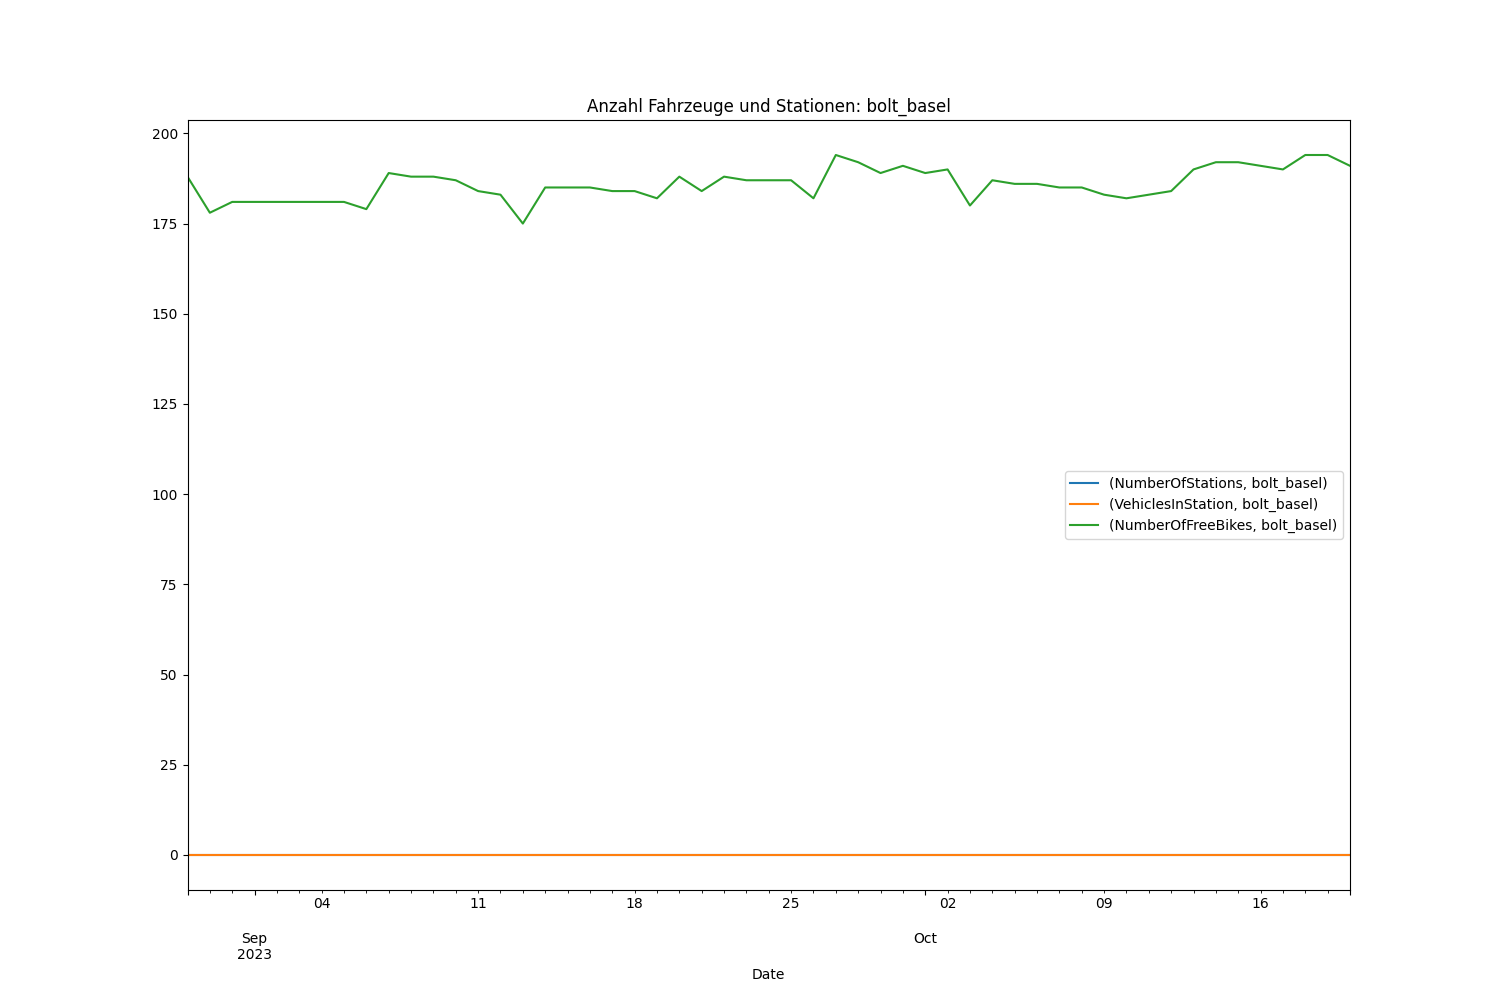 Anzahl Fahrzeuge und Stationen: bolt_basel
200
175
150
125
100
75
50
25
0
(NumberOfStations, bolt_basel)
(VehiclesInStation, bolt_basel)
(NumberOfFreeBikes, bolt_basel)
04 11 18 25 02 09 16
Sep Oct
2023
Date